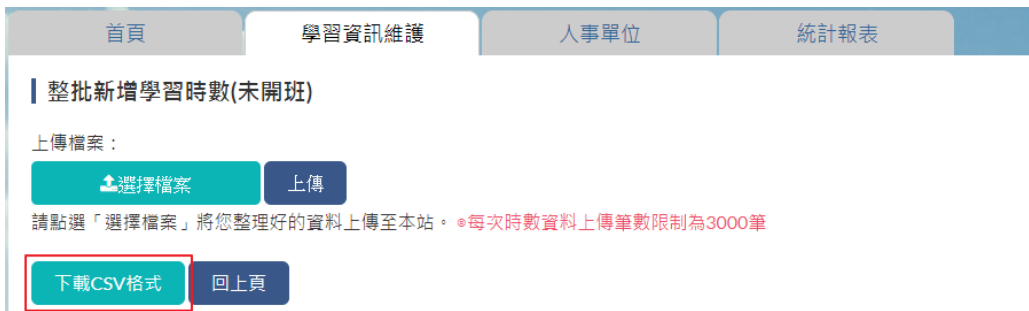 首頁 學習資訊維護 人事單位 統計報表
整批新增學習時數(未開班)
上傳檔案：
選擇檔案 上傳
請點選「選擇檔案」將您整理好的資料上傳至本站。 ⊙每次時數資料上傳筆數限制為3000筆
下載CSV格式 回上頁